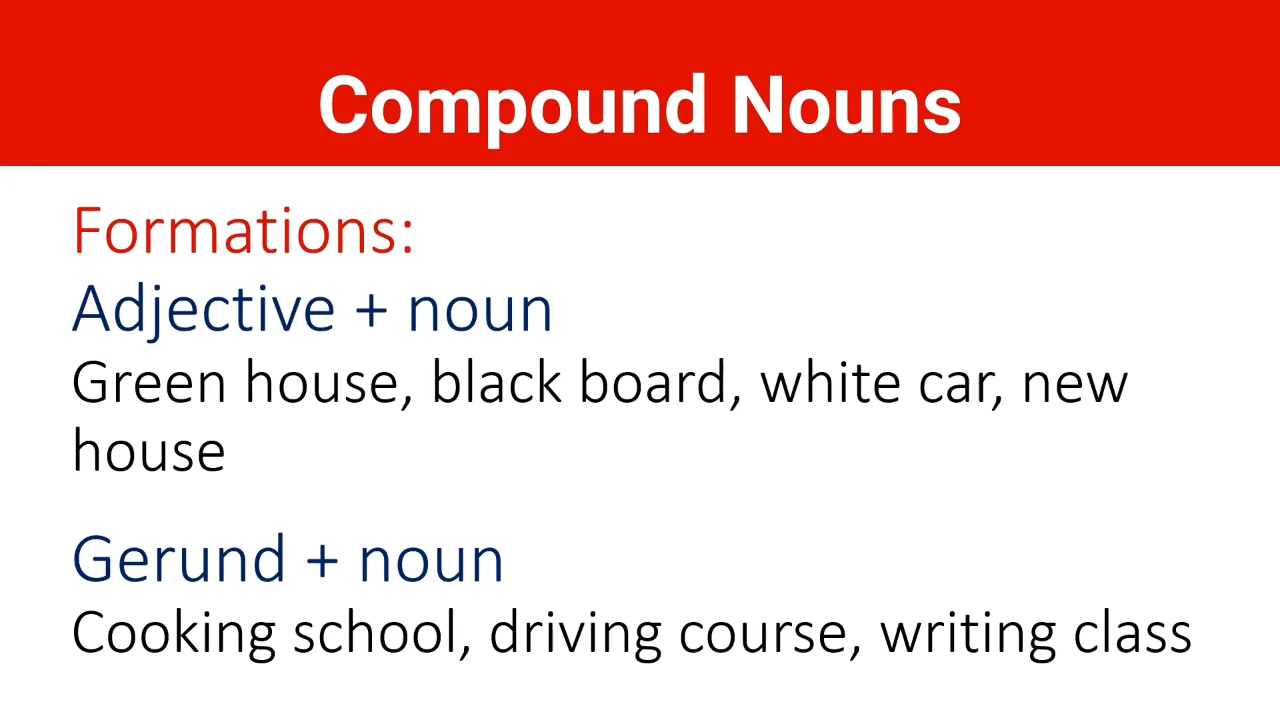 Compound Nouns
Formations:
Adjective + noun
Green house, black board, white car, new
house
Gerund + noun
Cooking school, driving course, writing class